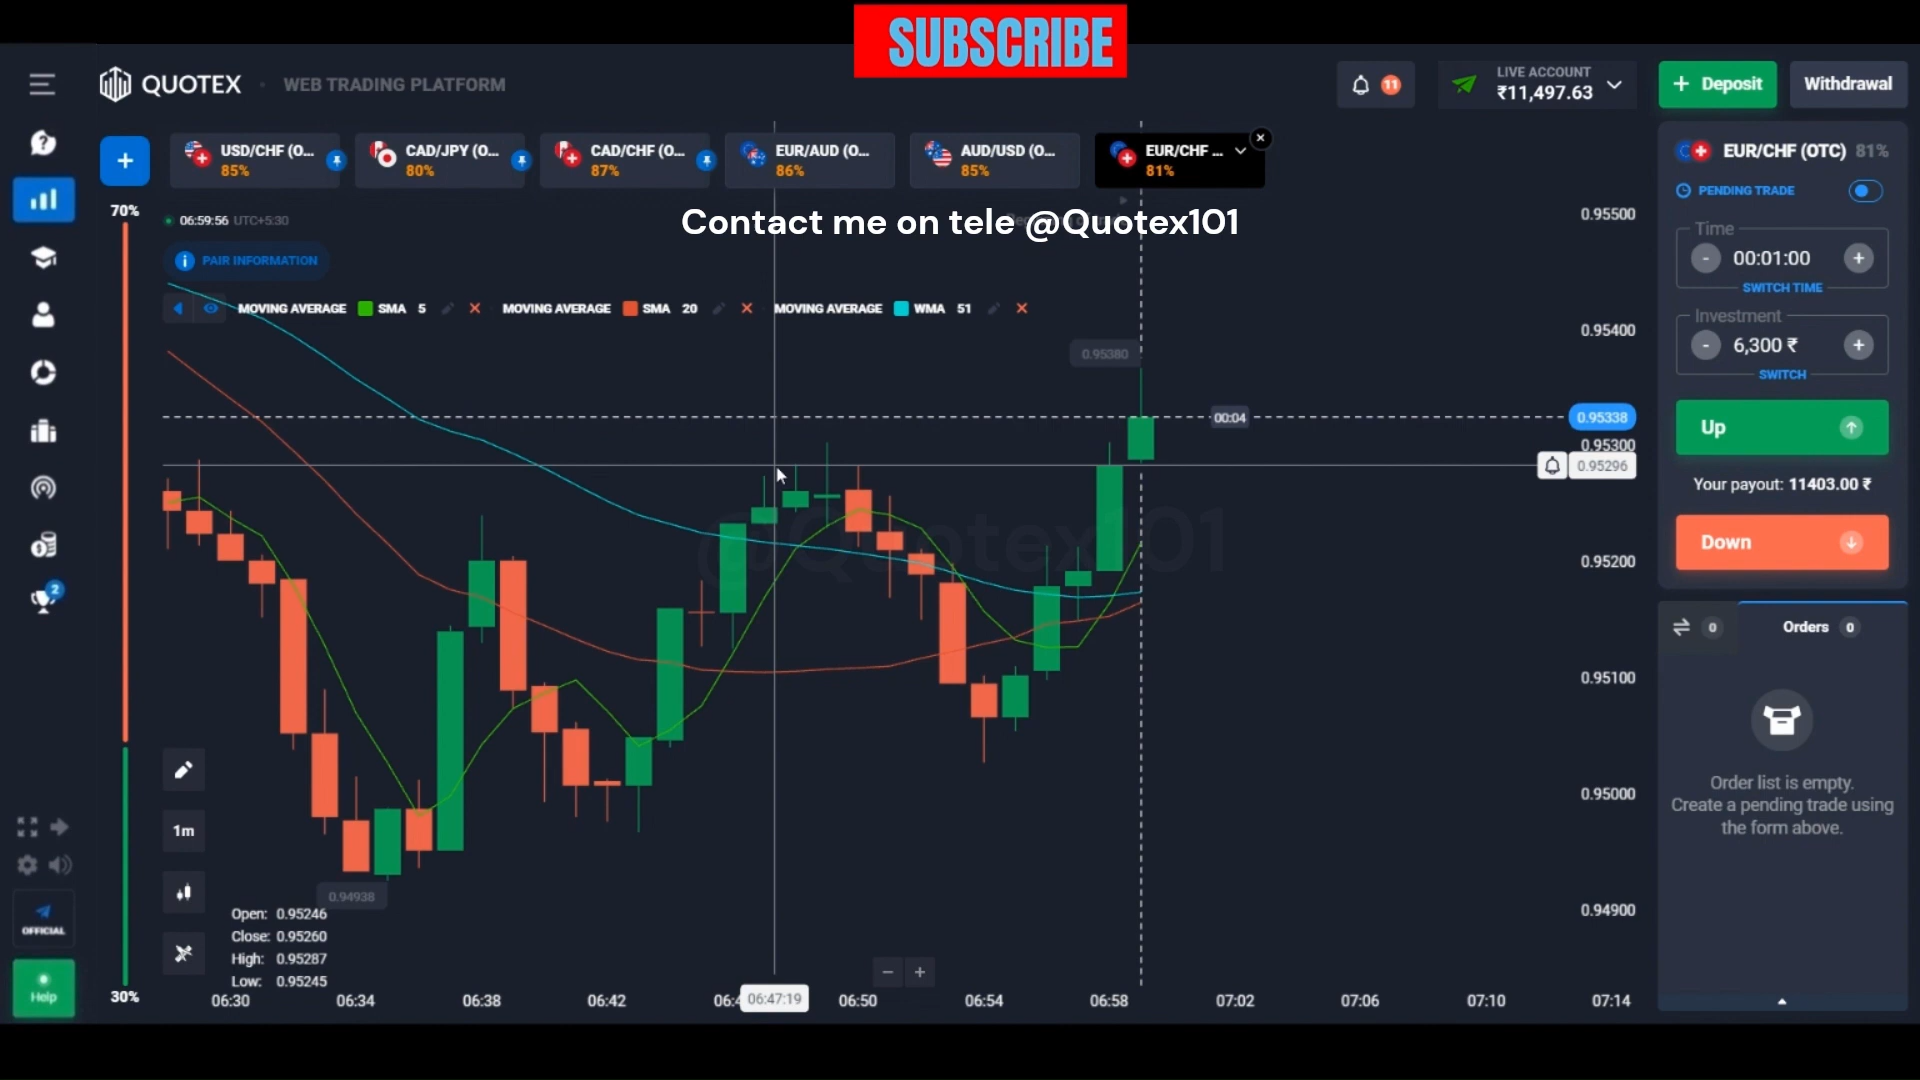 SUBSCRIBE
QUOTEX
WEB TRADING PLATFORM
11
LIVE ACCOUNT
₹11,497.63
Deposit
Withdrawal
USD/CHF (O...
85%
CAD/JPY (O...
80%
CAD/CHF (O...
87%
EUR/AUD (O...
86%
AUD/USD (O...
85%
EUR/CHF ...
81%
EUR/CHF (OTC) 81%
PENDING TRADE
70%
06:59:56 UTC+5:30
Contact me on tele @Quotex101
PAIR INFORMATION
MOVING AVERAGE SMA 5
MOVING AVERAGE SMA 20
MOVING AVERAGE WMA 51
0.95500
0.95400
0.95380
00:04
0.95338
0.95300
0.95296
0.95200
0.95100
0.95000
0.94900
@Quotex101
Time
- 00:01:00 +
SWITCH TIME
Investment
- 6,300 ₹ +
SWITCH
Up
Your payout: 11403.00 ₹
Down
0
Orders 0
Order list is empty.
Create a pending trade using
the form above.
2
1m
0.94938
Open: 0.95246
Close: 0.95260
High: 0.95287
Low: 0.95245
OFFICIAL
Help
30%
06:30
06:34
06:38
06:42
06:4
06:47:19
06:50
06:54
06:58
07:02
07:06
07:10
07:14